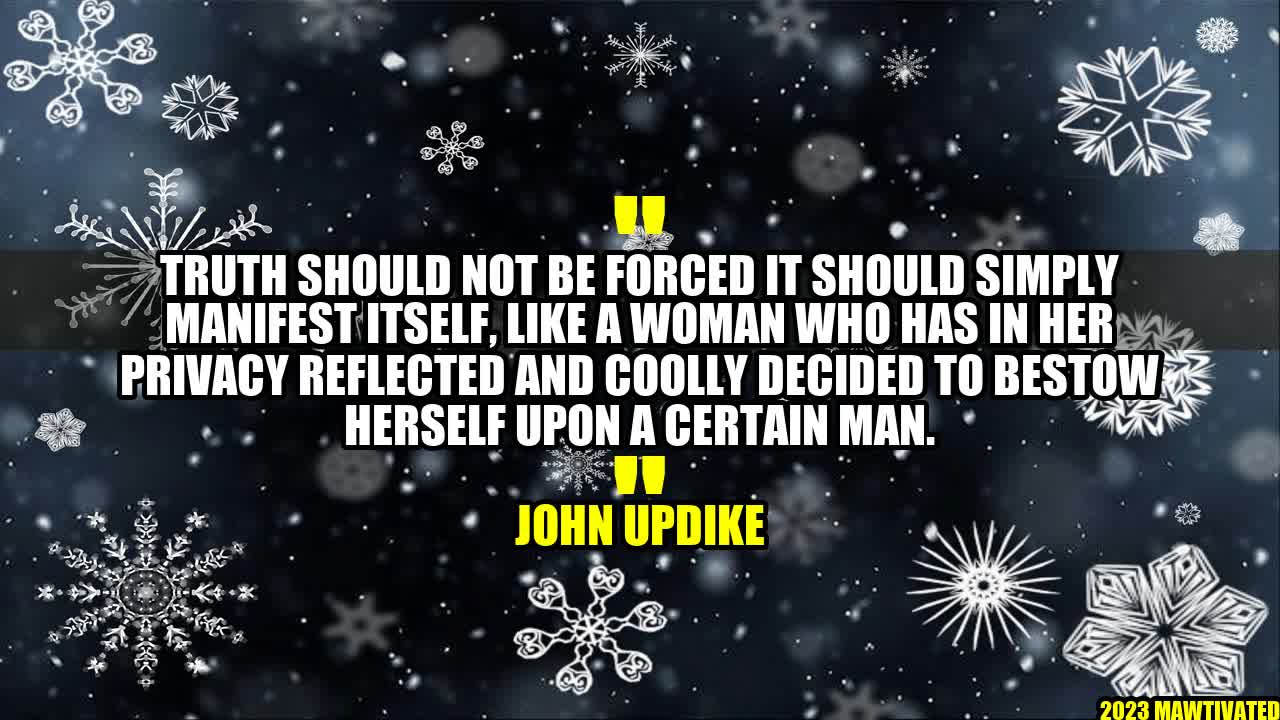 "
TRUTH SHOULD NOT BE FORCED IT SHOULD SIMPLY
MANIFEST ITSELF, LIKE A WOMAN WHO HAS IN HER
PRIVACY REFLECTED AND COOLLY DECIDED TO BESTOW
HERSELF UPON A CERTAIN MAN.
"
JOHN UPDIKE
2023 MAWTIVATED